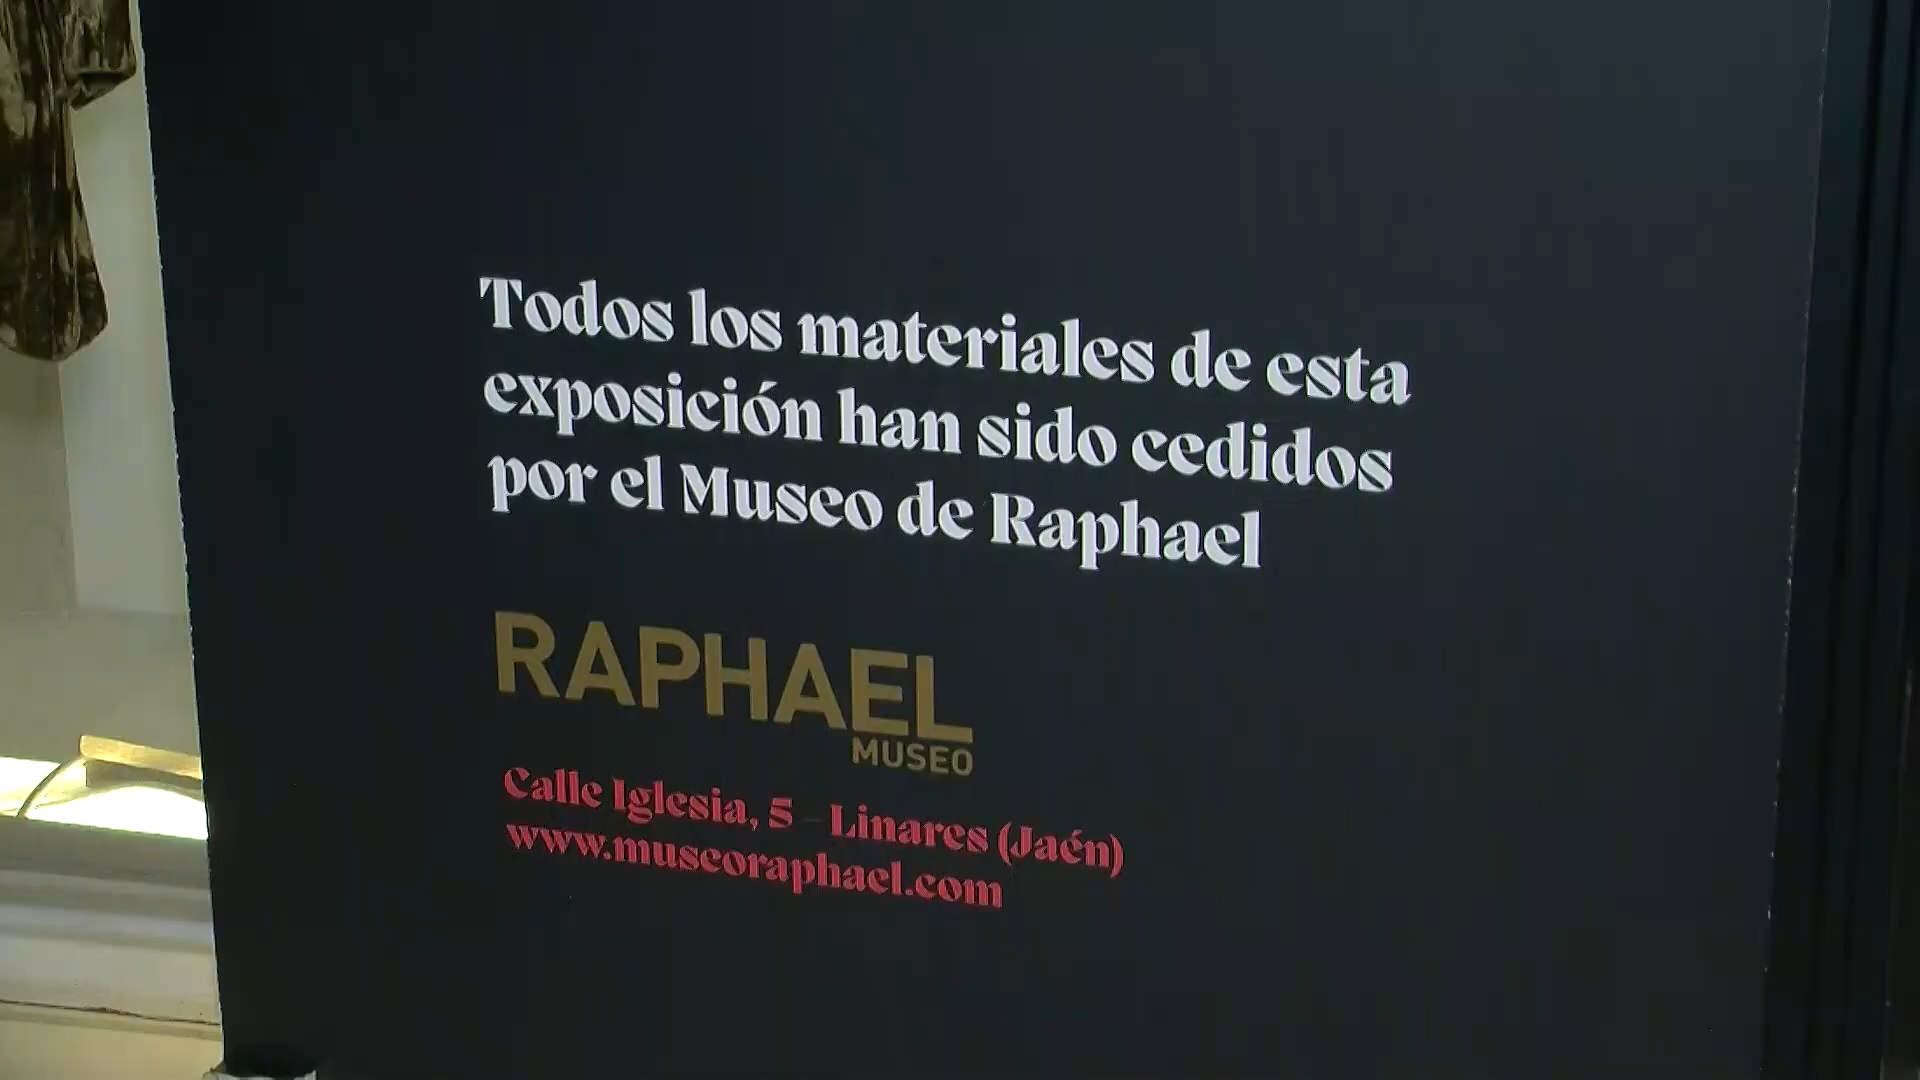 Todos los materiales de esta
exposición han sido cedidos
por el Museo de Raphael
RAPHAEL
MUSEO
Calle Iglesia, 5 - Linares (Jaén)
www.museoraphael.com